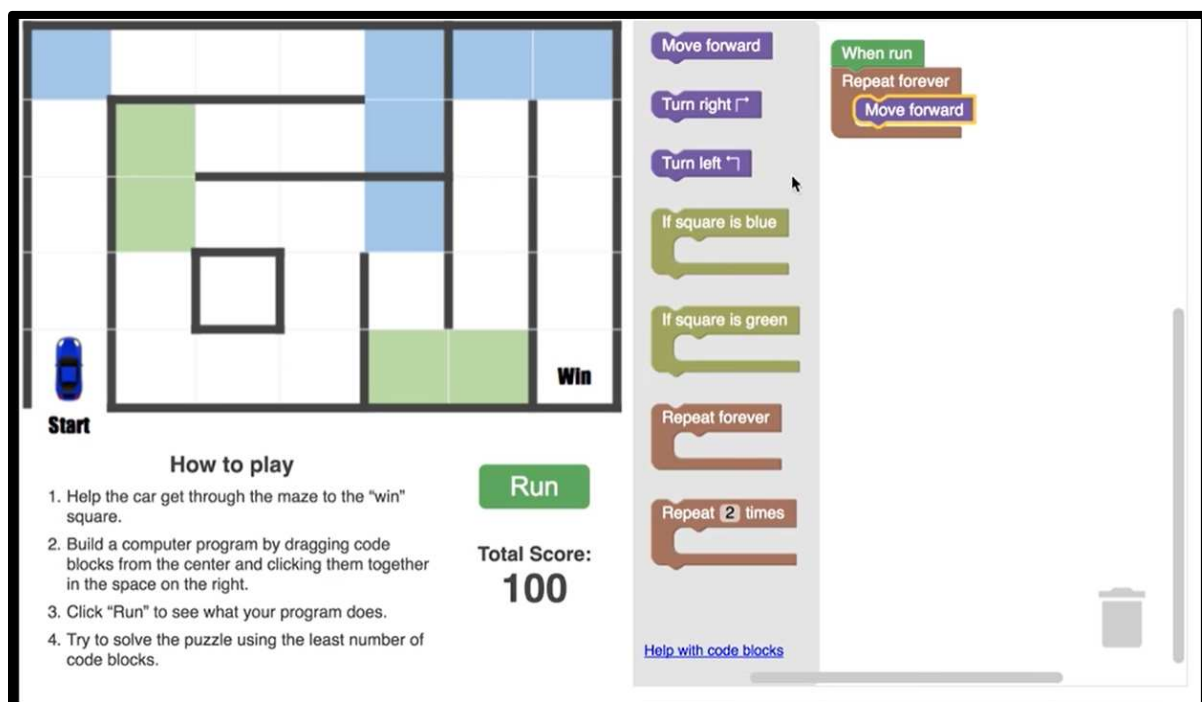 Win
Start
How to play
1. Help the car get through the maze to the “win”
square.
2. Build a computer program by dragging code
blocks from the center and clicking them together
in the space on the right.
3. Click “Run” to see what your program does.
4. Try to solve the puzzle using the least number of
code blocks.
Run
Total Score:
100
Move forward
Turn right
Turn left
If square is blue
If square is green
Repeat forever
Repeat 2 times
Help with code blocks
When run
Repeat forever
Move forward